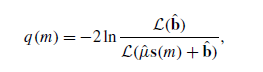 q(m) = −2 ln 𝓛(b̂) / 𝓛(μ̂s(m) + b̂),